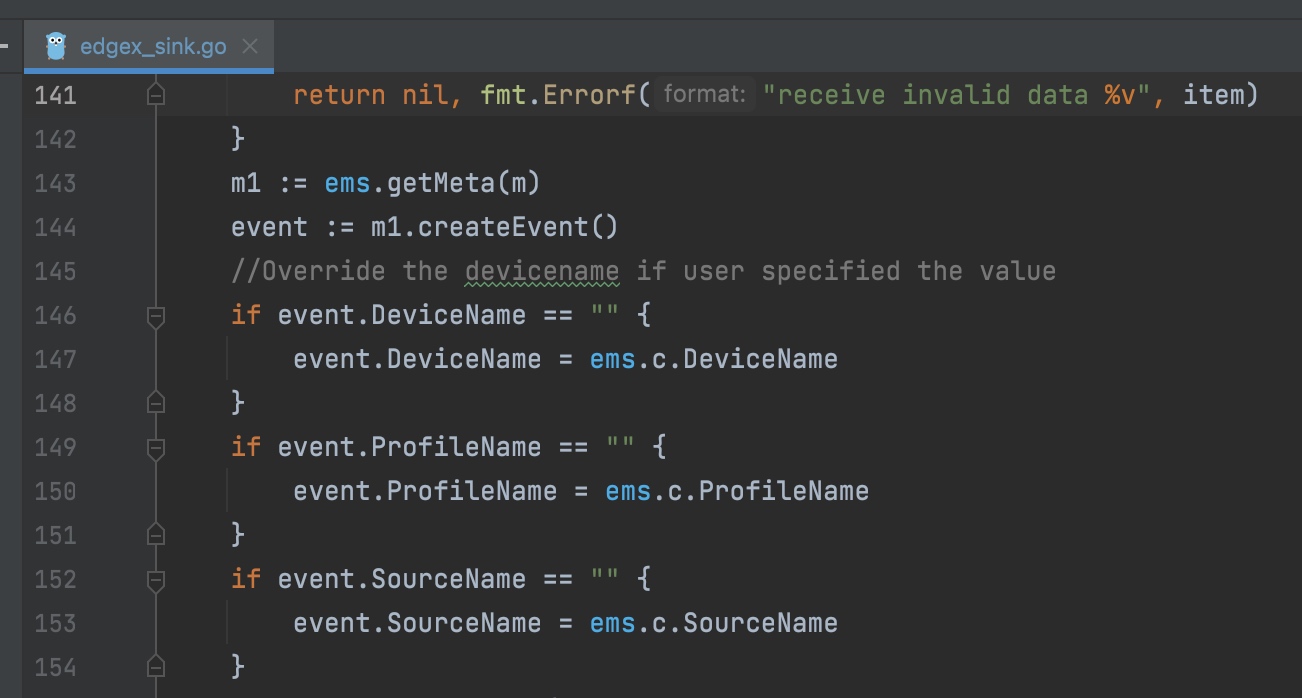 edgex_sink.go
141 return nil, fmt.Errorf( format: "receive invalid data %v", item)
142 }
143 m1 := ems.getMeta(m)
144 event := m1.createEvent()
145 //Override the devicename if user specified the value
146 if event.DeviceName == "" {
147 event.DeviceName = ems.c.DeviceName
148 }
149 if event.ProfileName == "" {
150 event.ProfileName = ems.c.ProfileName
151 }
152 if event.SourceName == "" {
153 event.SourceName = ems.c.SourceName
154 }